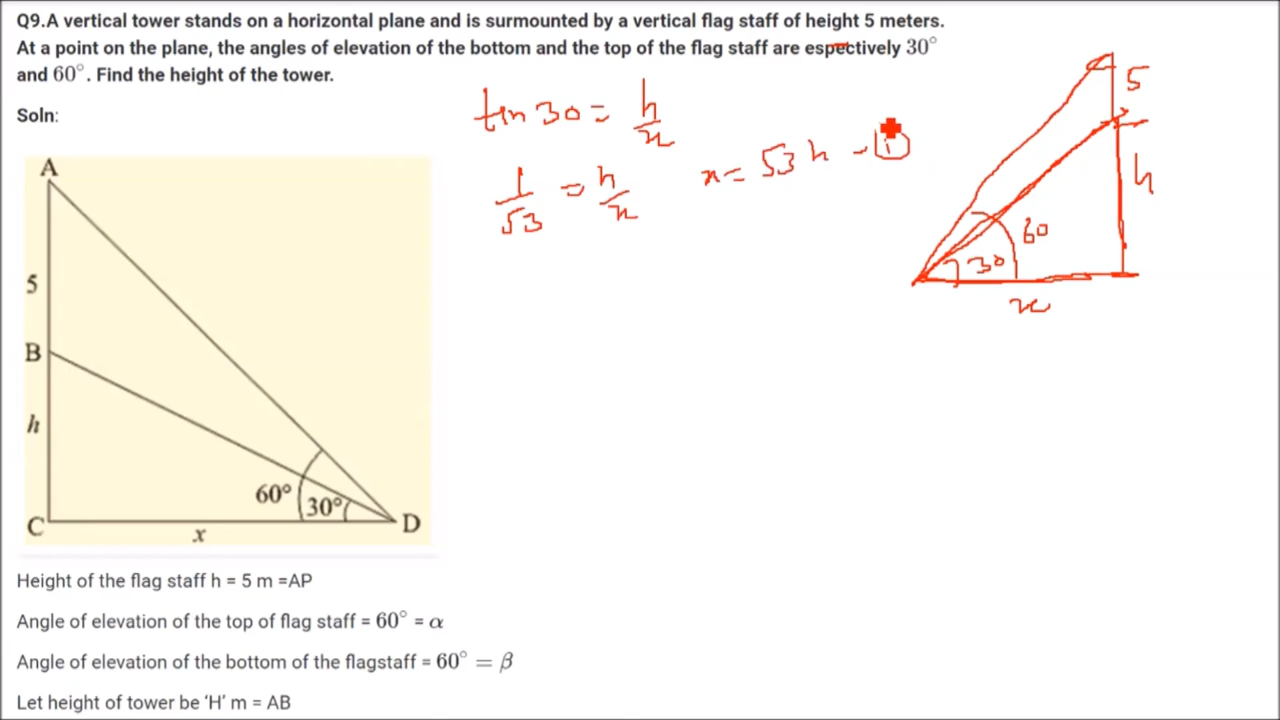 Q9.A vertical tower stands on a horizontal plane and is surmounted by a vertical flag staff of height 5 meters.
At a point on the plane, the angles of elevation of the bottom and the top of the flag staff are espectively 30°
and 60°. Find the height of the tower.
Soln:
tan 30 = h/x
1/√3 = h/x
x = √3 h - ①
5
h
60
30
x
A
5
B
h
60°
30°
C
x
D
Height of the flag staff h = 5 m =AP
Angle of elevation of the top of flag staff = 60° = α
Angle of elevation of the bottom of the flagstaff = 60° = β
Let height of tower be ‘H’ m = AB